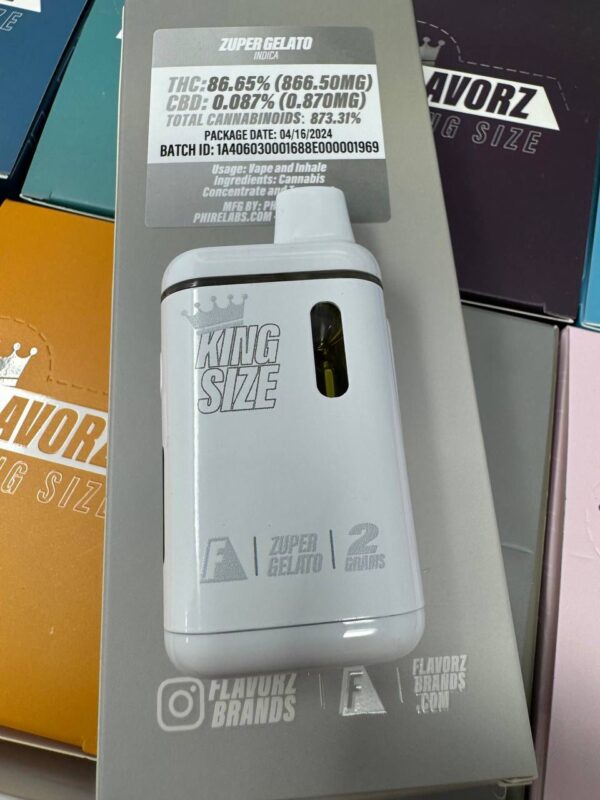 ZUPER GELATO
INDICA
THC: 86.65% (866.50MG)
CBD: 0.087% (0.870MG)
TOTAL CANNABINOIDS: 873.31%
PACKAGE DATE: 04/16/2024
BATCH ID: 1A406030001688E000001969
Usage: Vape and Inhale
Ingredients: Cannabis
Concentrate and
MFG BY:
PHIRELABS.COM
AVORZ
NG SIZE
KING
SIZE
AVORZ
NG SIZE
F | ZUPER GELATO | 2 GRAMS
FLAVORZ
BRANDS
F
FLAVORZ
BRANDS
.COM